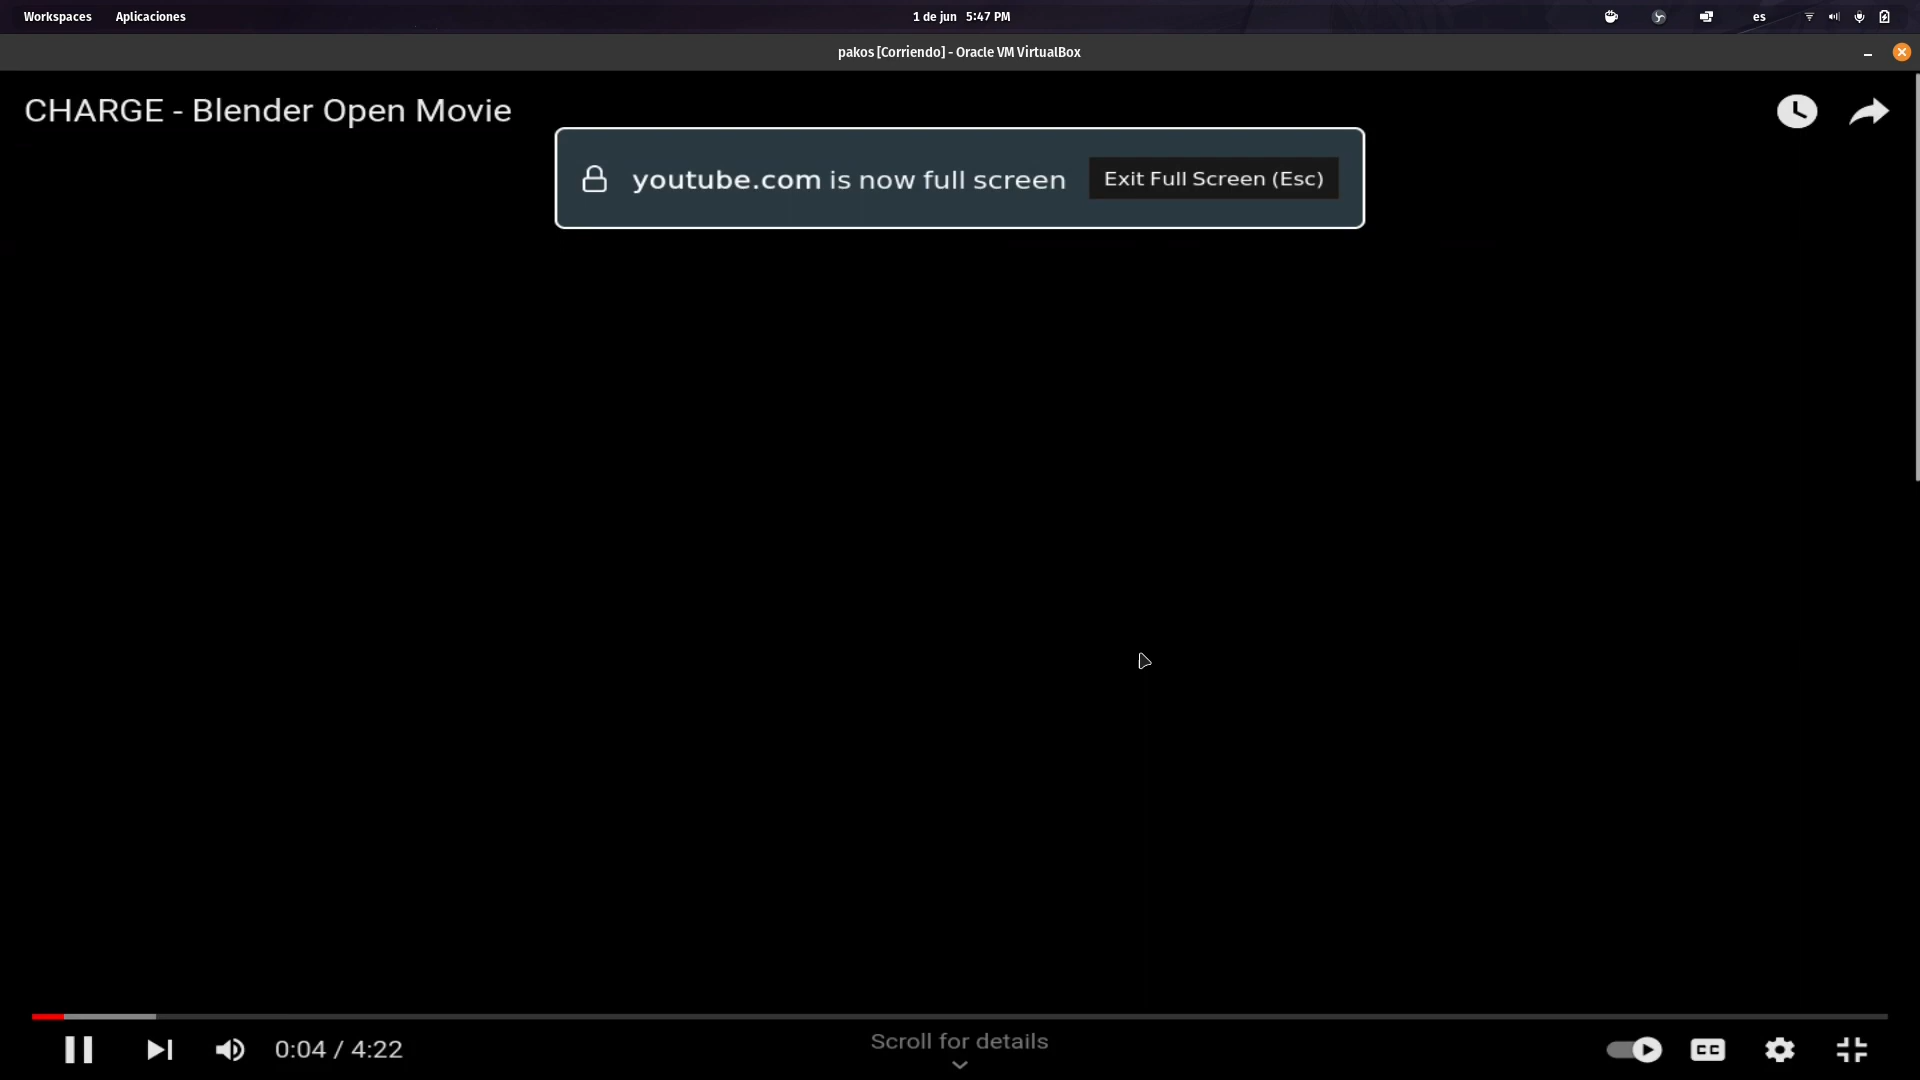 Workspaces Aplicaciones 1 de jun 5:47 PM es
pakos [Corriendo] - Oracle VM VirtualBox
CHARGE - Blender Open Movie
youtube.com is now full screen Exit Full Screen (Esc)
Scroll for details
0:04 / 4:22 CC